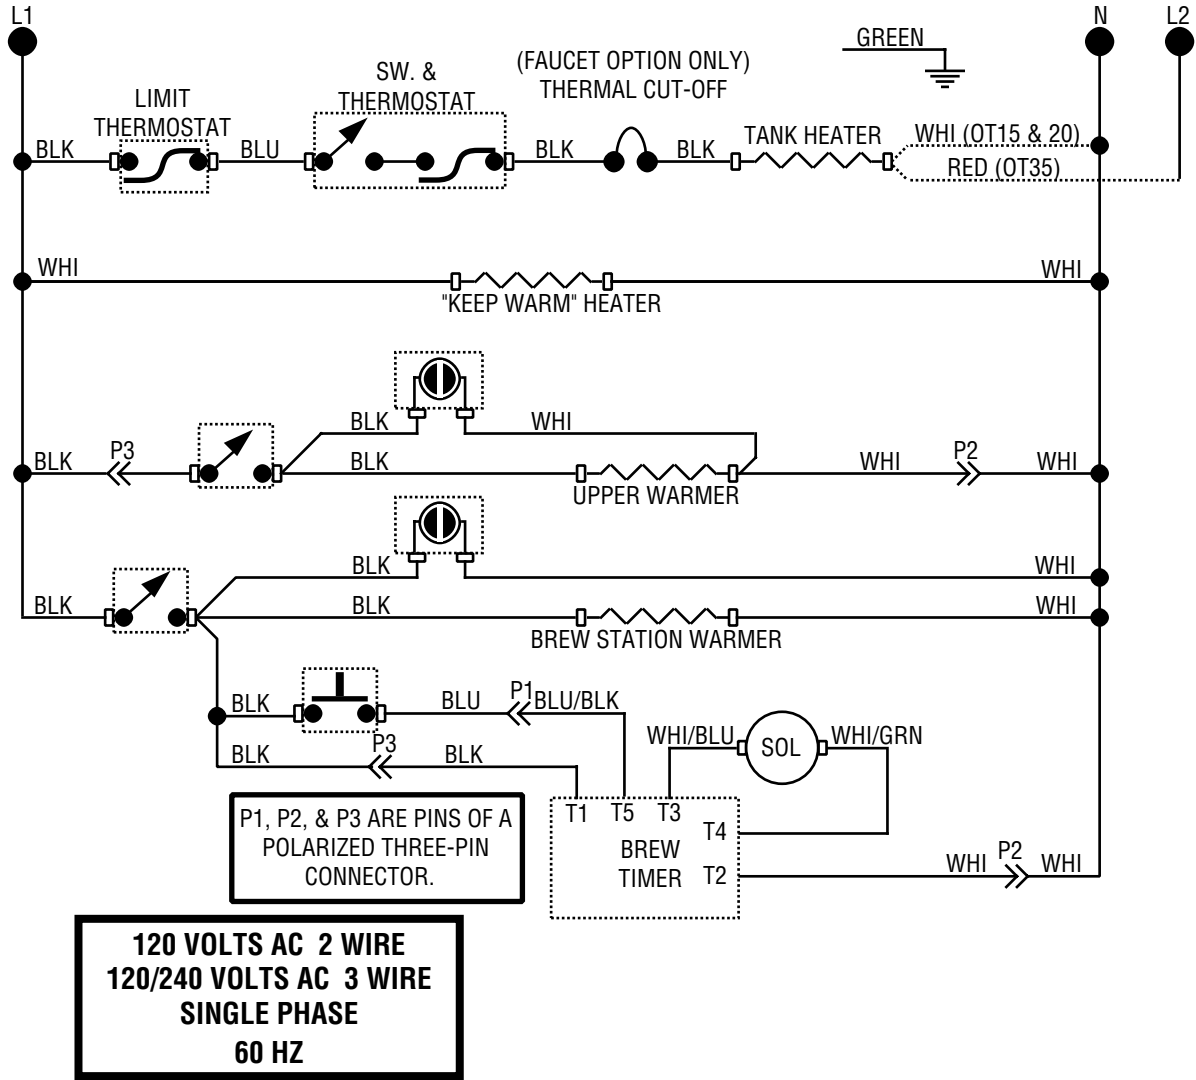 L1
N
L2
GREEN
(FAUCET OPTION ONLY)
THERMAL CUT-OFF
SW. &
THERMOSTAT
LIMIT
THERMOSTAT
BLK
BLU
BLK
BLK
TANK HEATER
WHI (OT15 & 20)
RED (OT35)
WHI
WHI
"KEEP WARM" HEATER
BLK
WHI
BLK
P3
BLK
WHI
P2
WHI
UPPER WARMER
BLK
WHI
BLK
BLK
WHI
BREW STATION WARMER
BLK
BLU
P1
BLU/BLK
BLK
P3
BLK
WHI/BLU
SOL
WHI/GRN
T1
T5
T3
T4
BREW
TIMER
T2
WHI
P2
WHI
P1, P2, & P3 ARE PINS OF A
POLARIZED THREE-PIN
CONNECTOR.
120 VOLTS AC 2 WIRE
120/240 VOLTS AC 3 WIRE
SINGLE PHASE
60 HZ